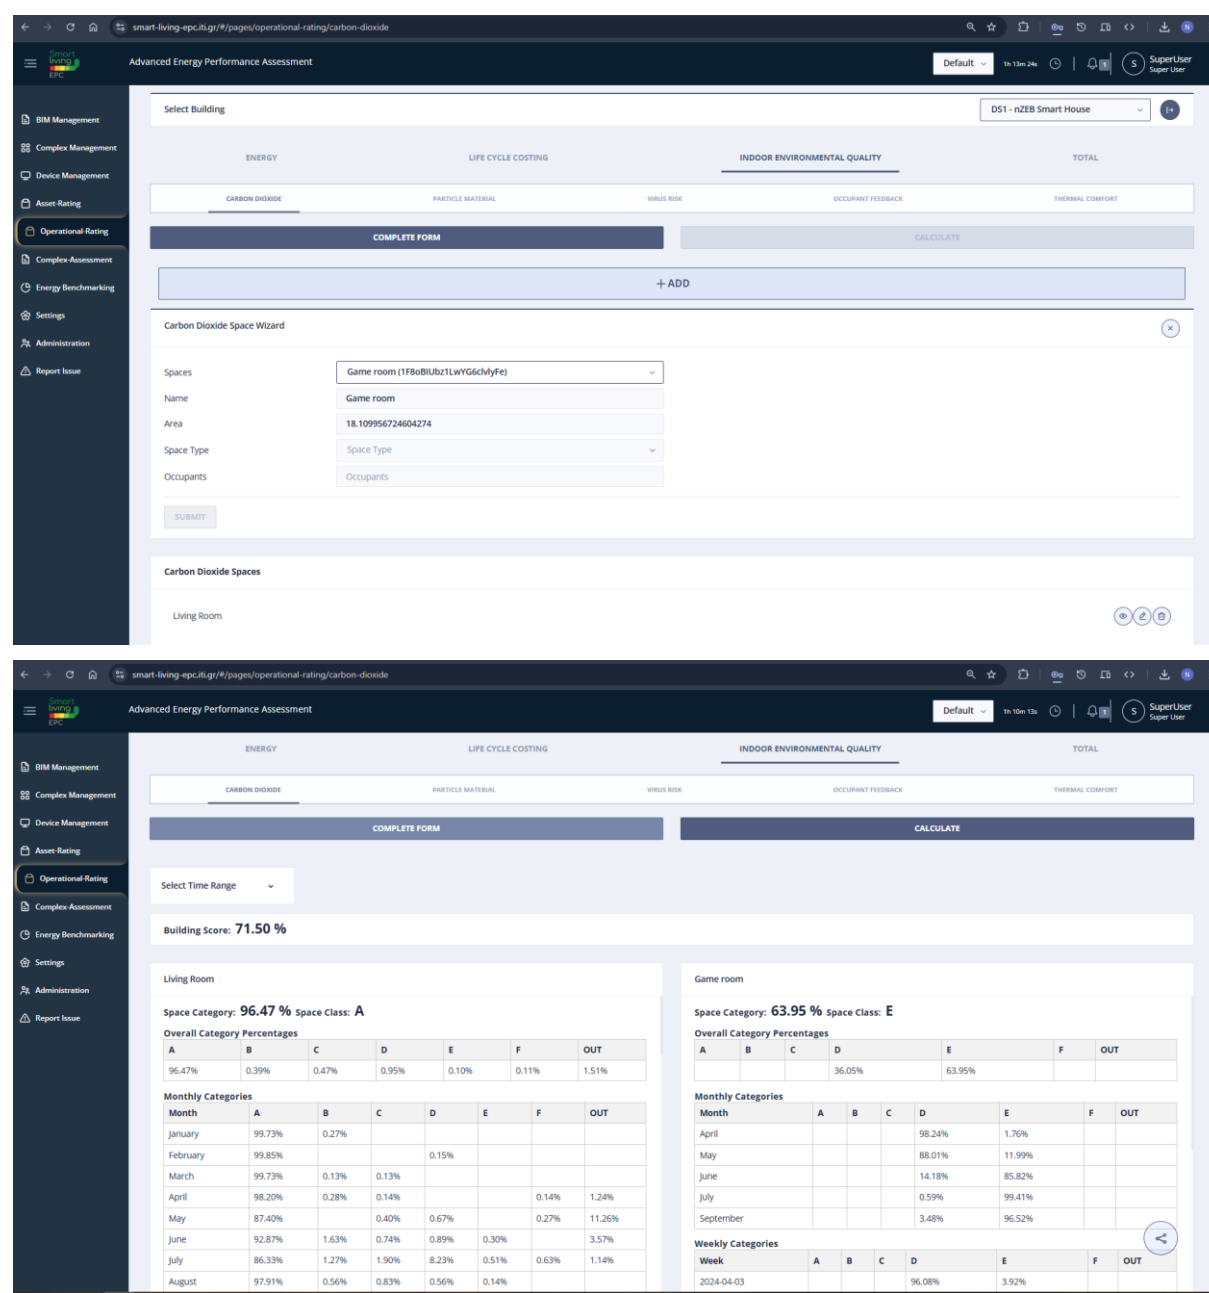 smart-living-epc.iti.gr/#/pages/operational-rating/carbon-dioxide
Smart living EPC
Advanced Energy Performance Assessment
Default
1h 13m 24s
1
S
SuperUser
Super User
BIM Management
Complex Management
Device Management
Asset-Rating
Operational-Rating
Complex-Assessment
Energy Benchmarking
Settings
Administration
Report Issue
Select Building
DS1 - nZEB Smart House
ENERGY LIFE CYCLE COSTING INDOOR ENVIRONMENTAL QUALITY TOTAL
CARBON DIOXIDE PARTICLE MATERIAL VIRUS RISK OCCUPANT FEEDBACK THERMAL COMFORT
COMPLETE FORM CALCULATE
+ ADD
Carbon Dioxide Space Wizard
Spaces Game room (1F8oBIUbz1LwYG6clvlyFe)
Name Game room
Area 18.109956724604274
Space Type Space Type
Occupants Occupants
SUBMIT
Carbon Dioxide Spaces
Living Room
smart-living-epc.iti.gr/#/pages/operational-rating/carbon-dioxide
Smart living EPC
Advanced Energy Performance Assessment
Default
1h 10m 13s
1
S
SuperUser
Super User
BIM Management
Complex Management
Device Management
Asset-Rating
Operational-Rating
Complex-Assessment
Energy Benchmarking
Settings
Administration
Report Issue
ENERGY LIFE CYCLE COSTING INDOOR ENVIRONMENTAL QUALITY TOTAL
CARBON DIOXIDE PARTICLE MATERIAL VIRUS RISK OCCUPANT FEEDBACK THERMAL COMFORT
COMPLETE FORM CALCULATE
Select Time Range
Building Score: 71.50 %
Living Room
Space Category: 96.47 % Space Class: A
Overall Category Percentages
A B C D E F OUT
96.47% 0.39% 0.47% 0.95% 0.10% 0.11% 1.51%
Monthly Categories
Month A B C D E F OUT
January 99.73% 0.27%
February 99.85% 0.15%
March 99.73% 0.13% 0.13%
April 98.20% 0.28% 0.14% 0.14% 1.24%
May 87.40% 0.40% 0.67% 0.27% 11.26%
June 92.87% 1.63% 0.74% 0.89% 0.30% 3.57%
July 86.33% 1.27% 1.90% 8.23% 0.51% 0.63% 1.14%
August 97.91% 0.56% 0.83% 0.56% 0.14%
Game room
Space Category: 63.95 % Space Class: E
Overall Category Percentages
A B C D E F OUT
36.05% 63.95%
Monthly Categories
Month A B C D E F OUT
April 98.24% 1.76%
May 88.01% 11.99%
June 14.18% 85.82%
July 0.59% 99.41%
September 3.48% 96.52%
Weekly Categories
Week A B C D E F OUT
2024-04-03 96.08% 3.92%